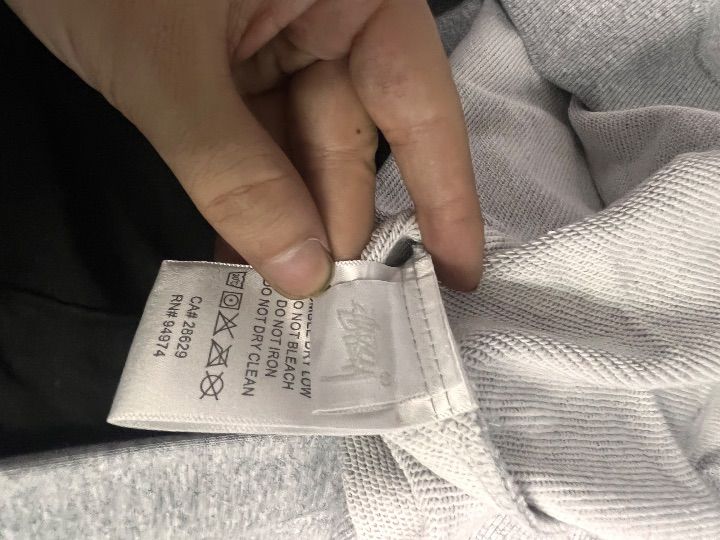 DRY LOW
DO NOT BLEACH
DO NOT IRON
DO NOT DRY CLEAN
CA# 28629
RN# 94974